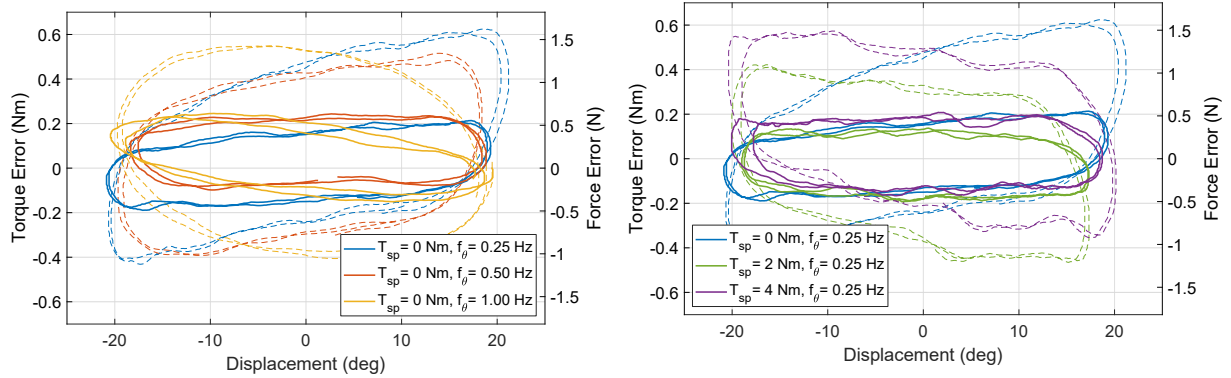 0.6
0.4
0.2
0
-0.2
-0.4
-0.6
Torque Error (Nm)
1.5
1
0.5
0
-0.5
-1
-1.5
Force Error (N)
T_sp= 0 Nm, f_θ= 0.25 Hz
T_sp= 0 Nm, f_θ= 0.50 Hz
T_sp= 0 Nm, f_θ= 1.00 Hz
-20 -10 0 10 20
Displacement (deg)
0.6
0.4
0.2
0
-0.2
-0.4
-0.6
Torque Error (Nm)
1.5
1
0.5
0
-0.5
-1
-1.5
Force Error (N)
T_sp= 0 Nm, f_θ= 0.25 Hz
T_sp= 2 Nm, f_θ= 0.25 Hz
T_sp= 4 Nm, f_θ= 0.25 Hz
-20 -10 0 10 20
Displacement (deg)